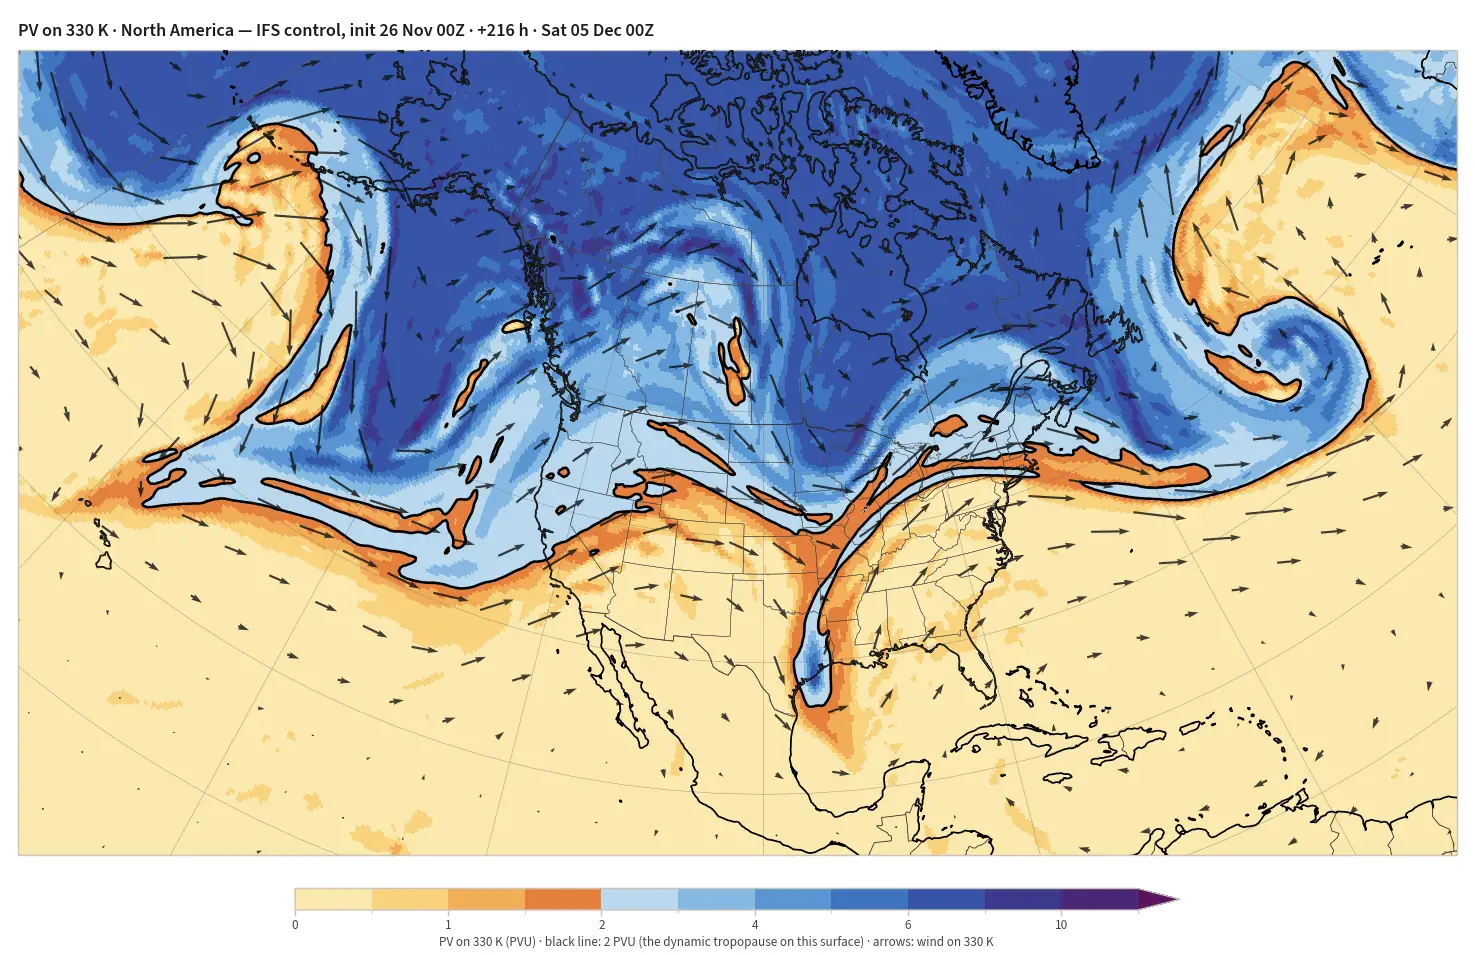 PV on 330 K · North America — IFS control, init 26 Nov 00Z · +216 h · Sat 05 Dec 00Z
0 1 2 4 6 10
PV on 330 K (PVU) · black line: 2 PVU (the dynamic tropopause on this surface) · arrows: wind on 330 K